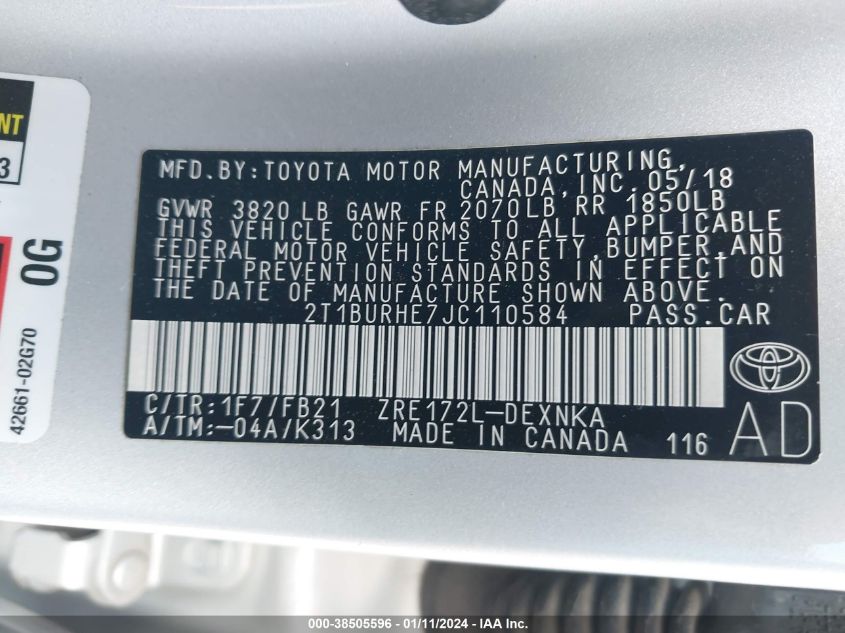 NT
3
0G
42661-02G70
MFD.BY:TOYOTA MOTOR MANUFACTURING,
CANADA,INC.05/18
GVWR 3820LB GAWR FR 2070LB RR 1850LB
THIS VEHICLE CONFORMS TO ALL APPLICABLE
FEDERAL MOTOR VEHICLE SAFETY,BUMPER,AND
THEFT PREVENTION STANDARDS IN EFFECT ON
THE DATE OF MANUFACTURE SHOWN ABOVE.
2T1BURHE7JC110584 PASS.CAR
C/TR:1F7/FB21 ZRE172L-DEXNKA
A/TM:-04A/K313 MADE IN CANADA 116 AD
000-38505596 - 01/11/2024 - IAA Inc.